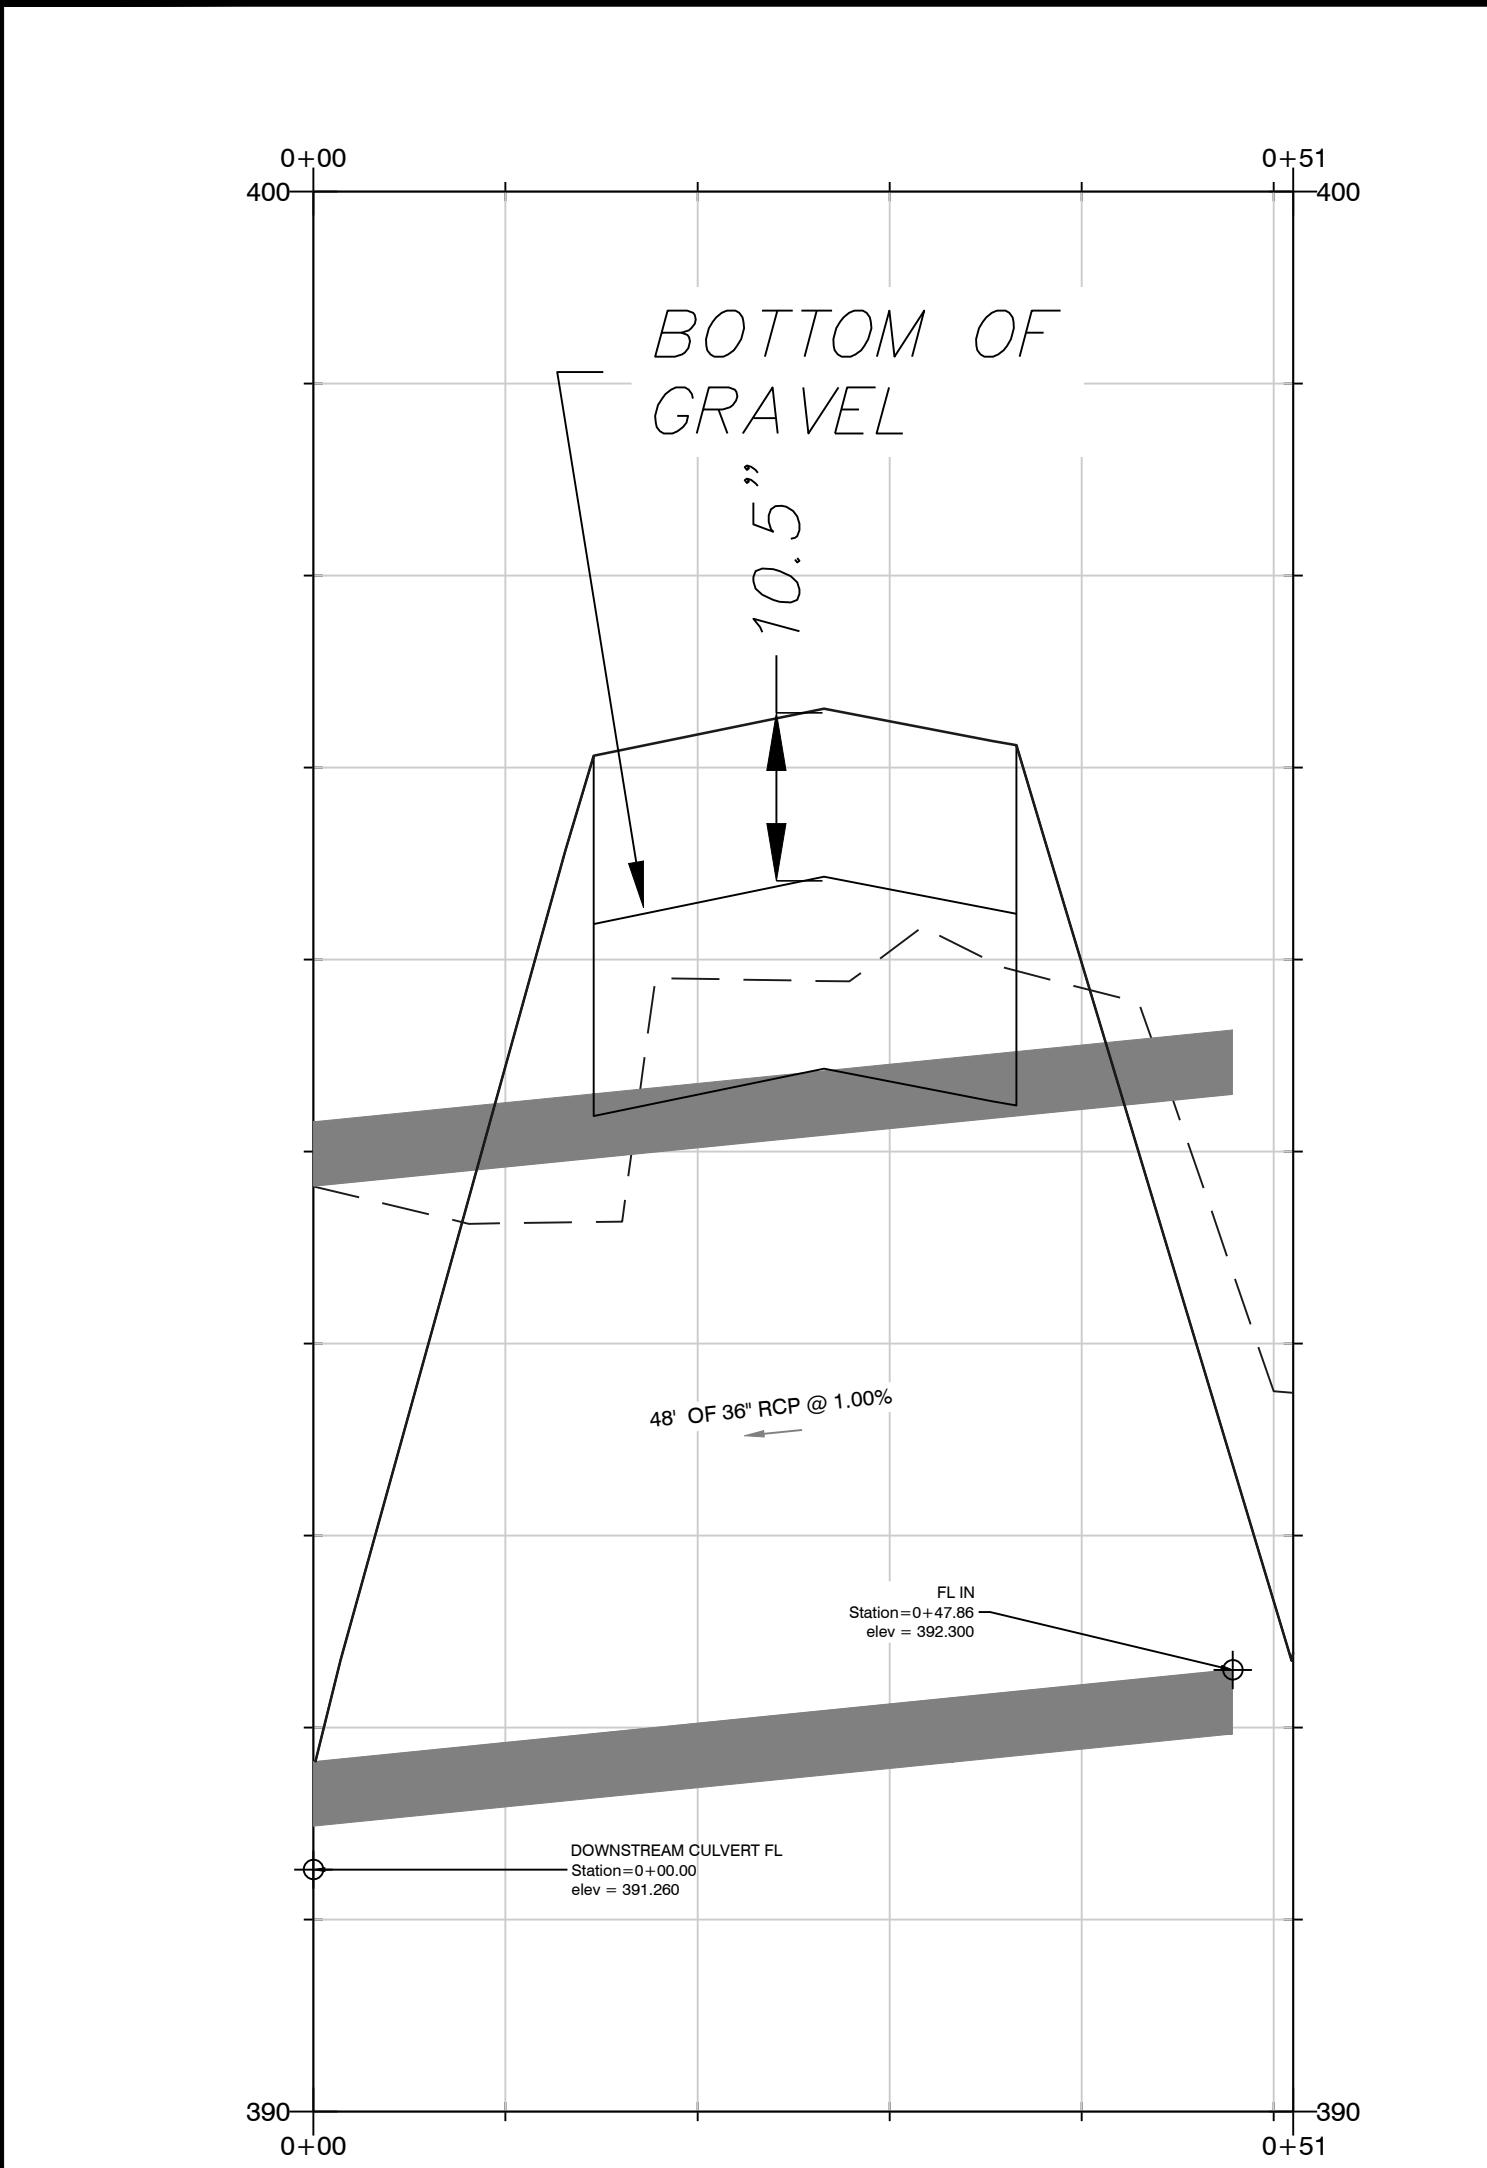 0+00
0+51
400
400
BOTTOM OF
GRAVEL
10.5”
48' OF 36" RCP @ 1.00%
FL IN
Station=0+47.86
elev = 392.300
DOWNSTREAM CULVERT FL
Station=0+00.00
elev = 391.260
390
390
0+00
0+51